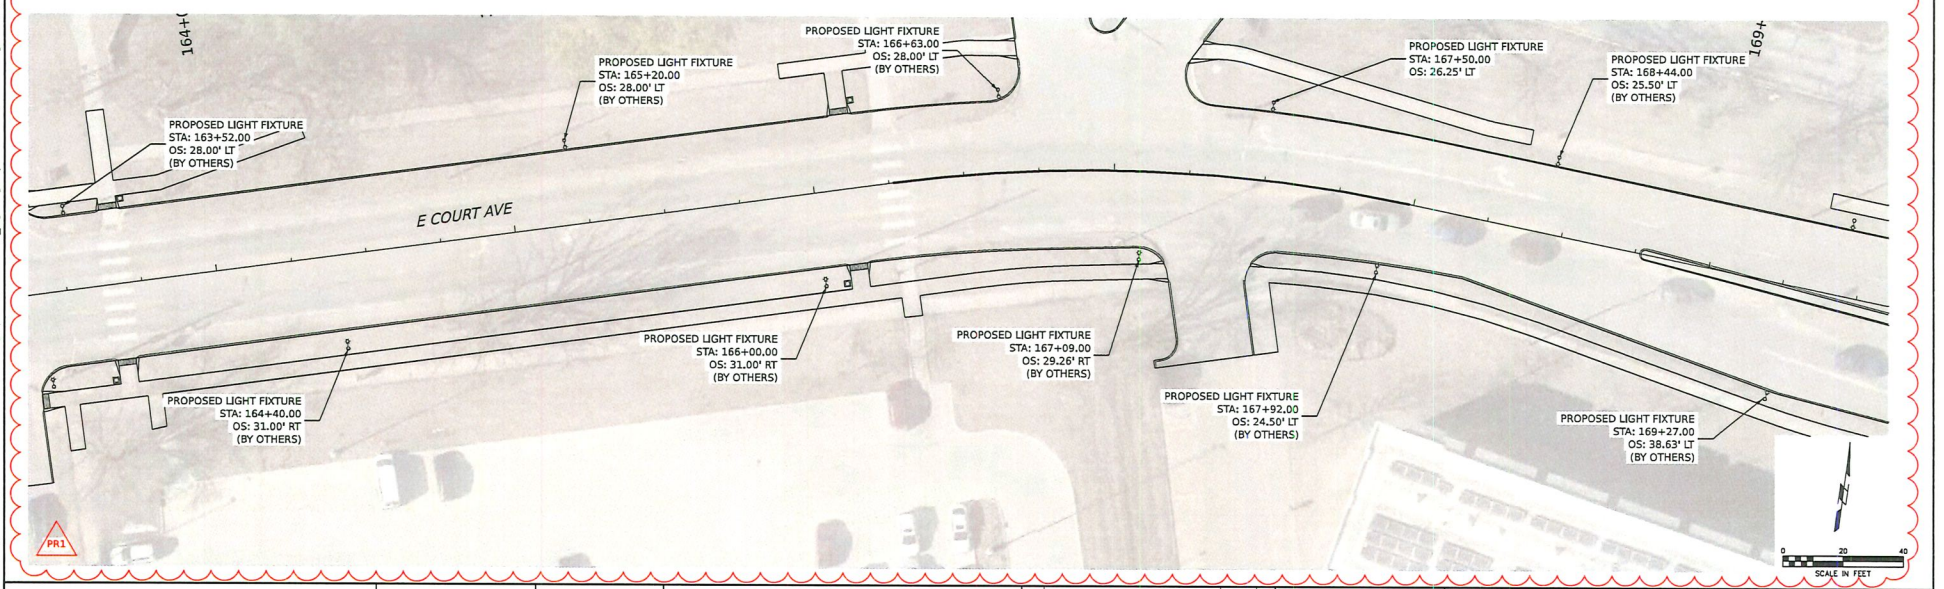 164+
PROPOSED LIGHT FIXTURE
STA: 163+52.00
OS: 28.00' LT
(BY OTHERS)
PROPOSED LIGHT FIXTURE
STA: 165+20.00
OS: 28.00' LT
(BY OTHERS)
PROPOSED LIGHT FIXTURE
STA: 166+63.00
OS: 28.00' LT
(BY OTHERS)
PROPOSED LIGHT FIXTURE
STA: 167+50.00
OS: 26.25' LT
PROPOSED LIGHT FIXTURE
STA: 168+44.00
OS: 25.50' LT
(BY OTHERS)
169+
E COURT AVE
PROPOSED LIGHT FIXTURE
STA: 164+40.00
OS: 31.00' RT
(BY OTHERS)
PROPOSED LIGHT FIXTURE
STA: 166+00.00
OS: 31.00' RT
(BY OTHERS)
PROPOSED LIGHT FIXTURE
STA: 167+09.00
OS: 29.26' RT
(BY OTHERS)
PROPOSED LIGHT FIXTURE
STA: 167+92.00
OS: 24.50' LT
(BY OTHERS)
PROPOSED LIGHT FIXTURE
STA: 169+27.00
OS: 38.63' LT
(BY OTHERS)
PR1
0 20 40
SCALE IN FEET